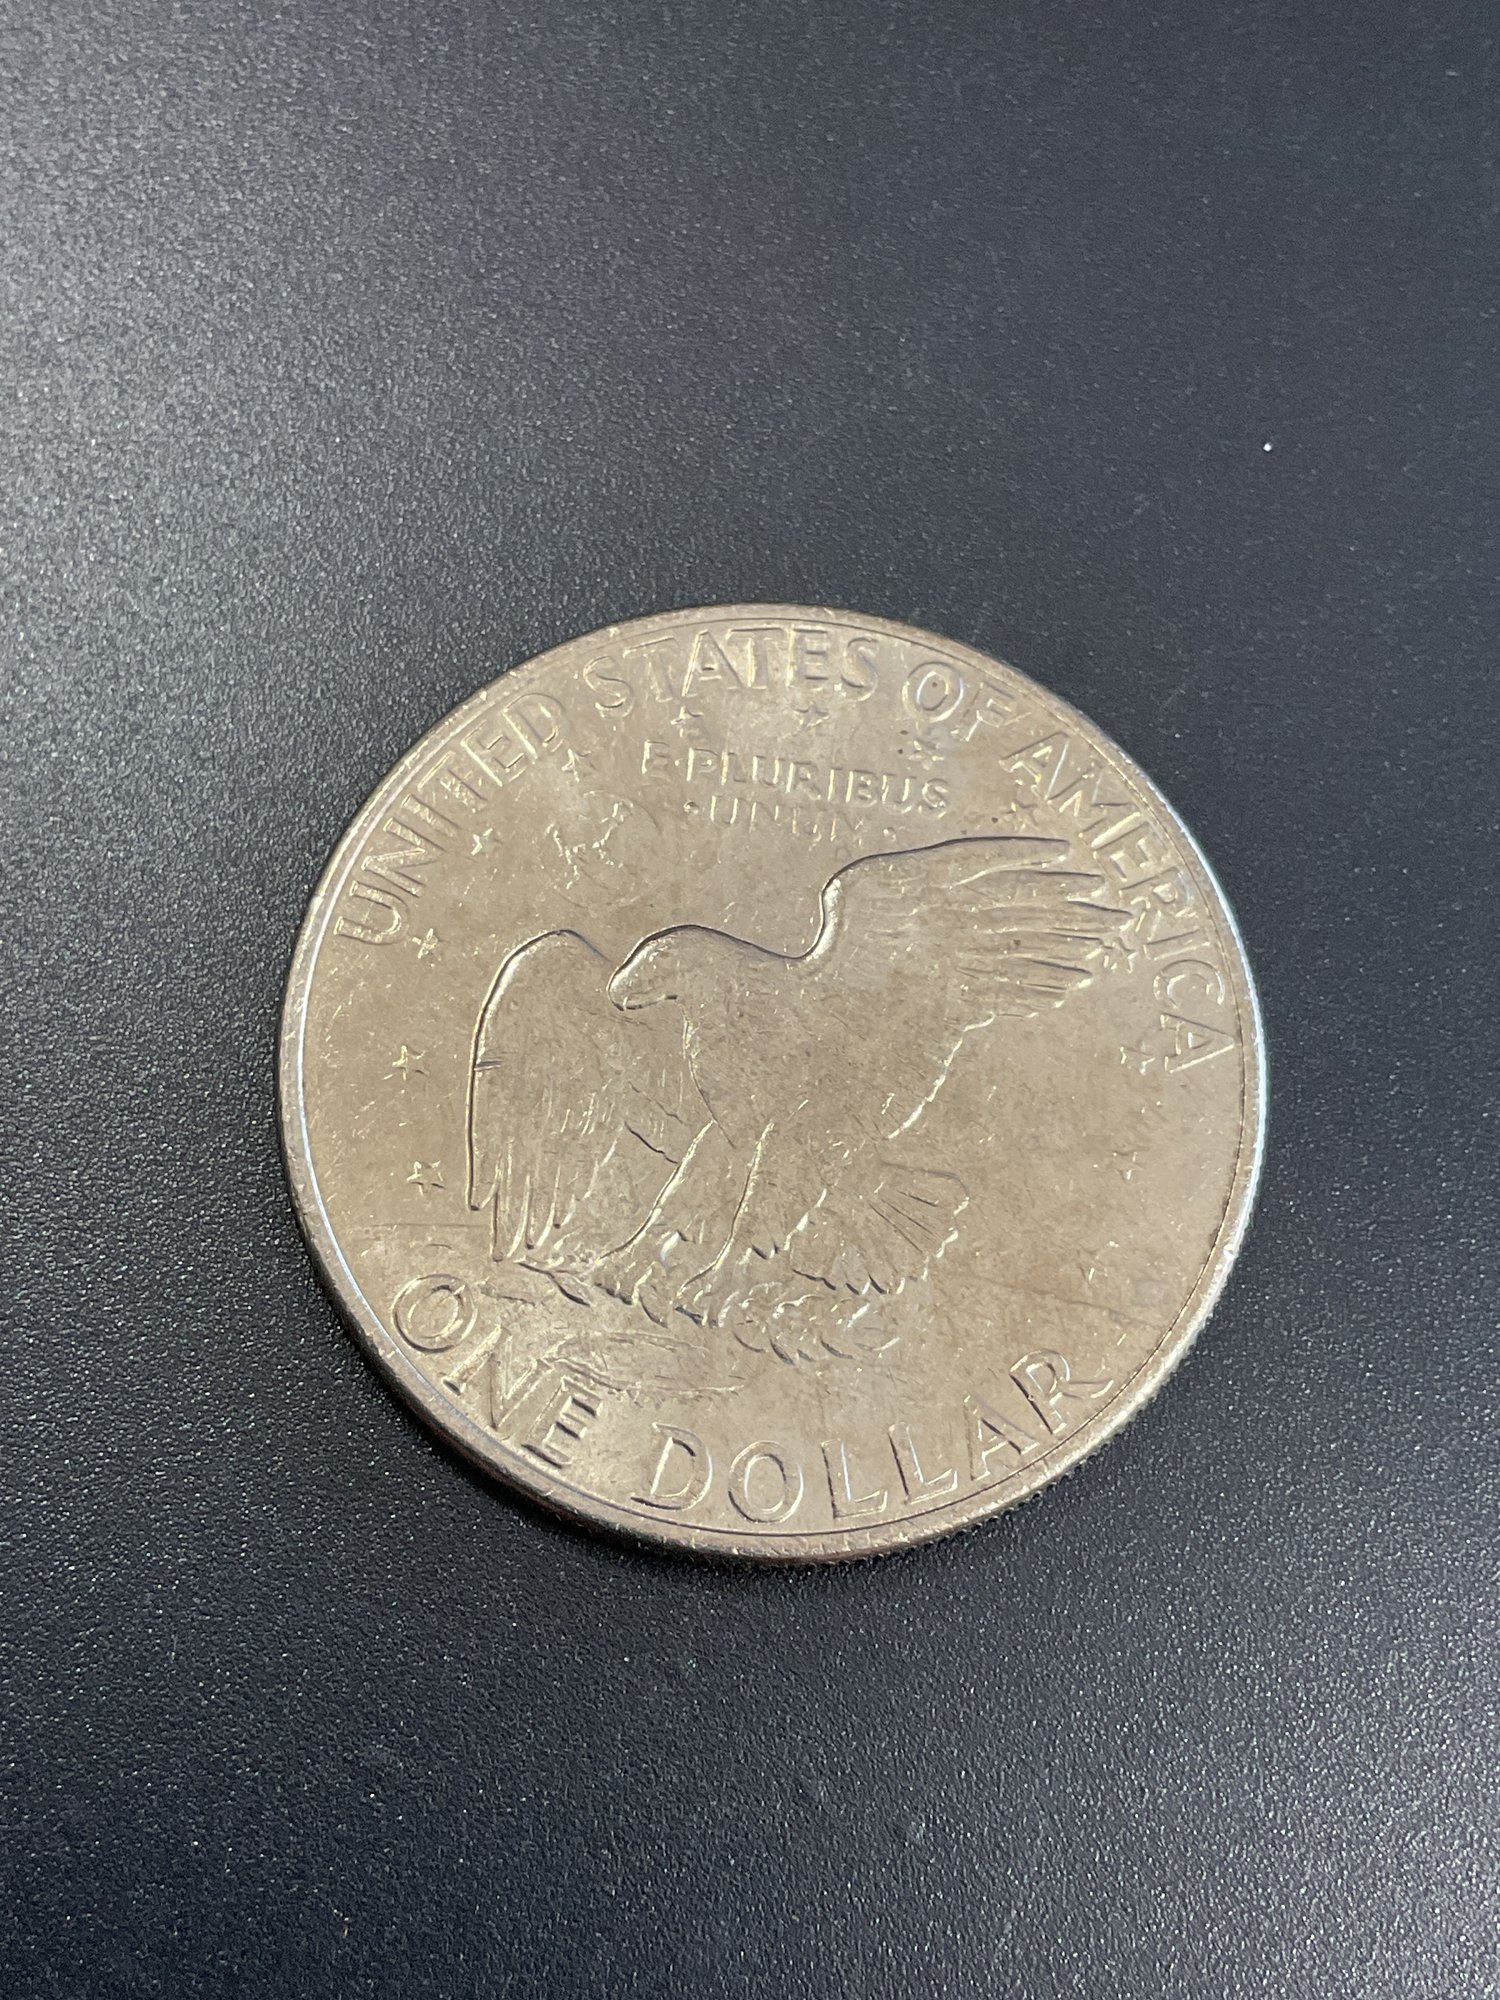 UNITED STATES OF AMERICA
E·PLURIBUS
·UNUM·
ONE DOLLAR